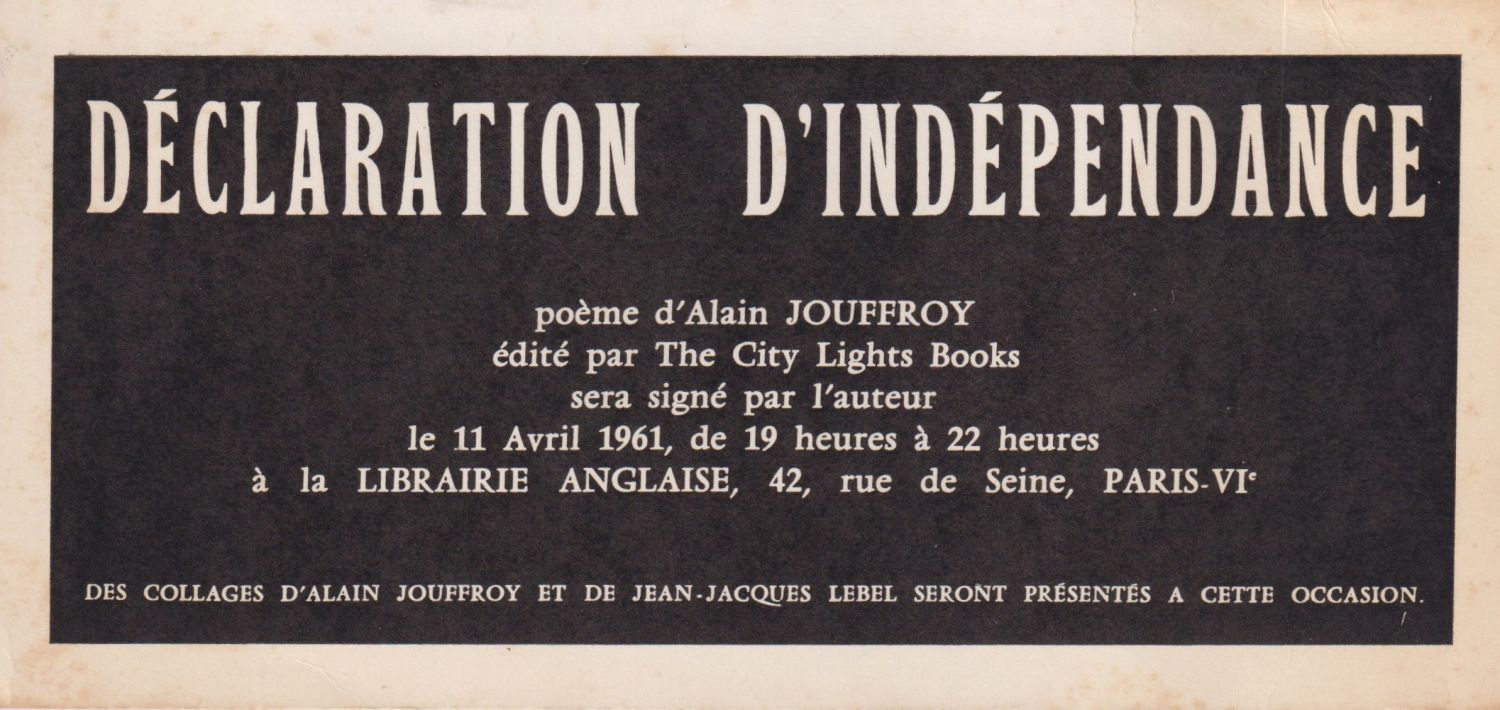 DÉCLARATION D'INDÉPENDANCE
poème d'Alain JOUFFROY
édité par The City Lights Books
sera signé par l'auteur
le 11 Avril 1961, de 19 heures à 22 heures
à la LIBRAIRIE ANGLAISE, 42, rue de Seine, PARIS-VIᵉ
DES COLLAGES D'ALAIN JOUFFROY ET DE JEAN-JACQUES LEBEL SERONT PRÉSENTÉS A CETTE OCCASION.